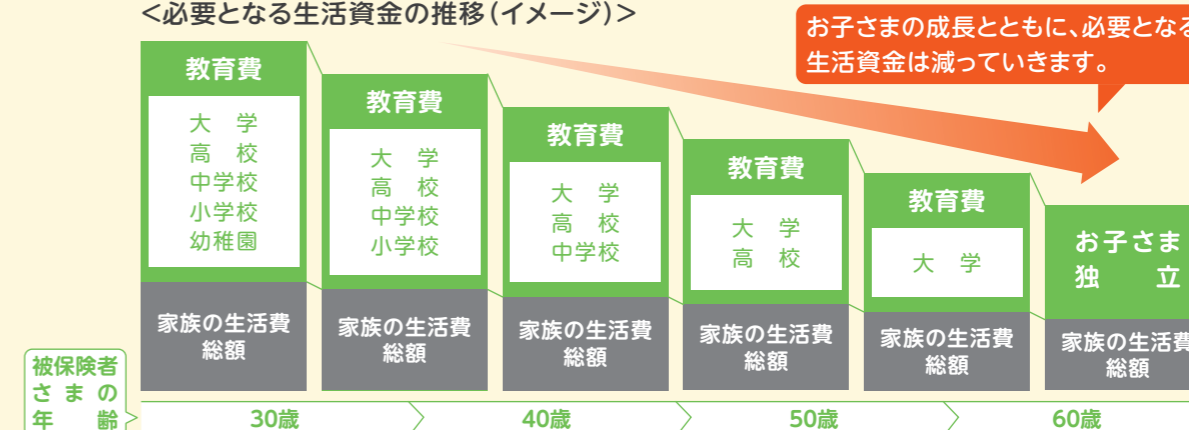 <必要となる生活資金の推移(イメージ)>
お子さまの成長とともに、必要となる
生活資金は減っていきます。
教育費
大 学
高 校
中学校
小学校
幼稚園
家族の生活費
総額
教育費
大 学
高 校
中学校
小学校
家族の生活費
総額
教育費
大 学
高 校
中学校
家族の生活費
総額
教育費
大 学
高 校
家族の生活費
総額
教育費
大 学
家族の生活費
総額
お子さま
独 立
家族の生活費
総額
被保険者
さ ま の
年 齢
30歳
40歳
50歳
60歳